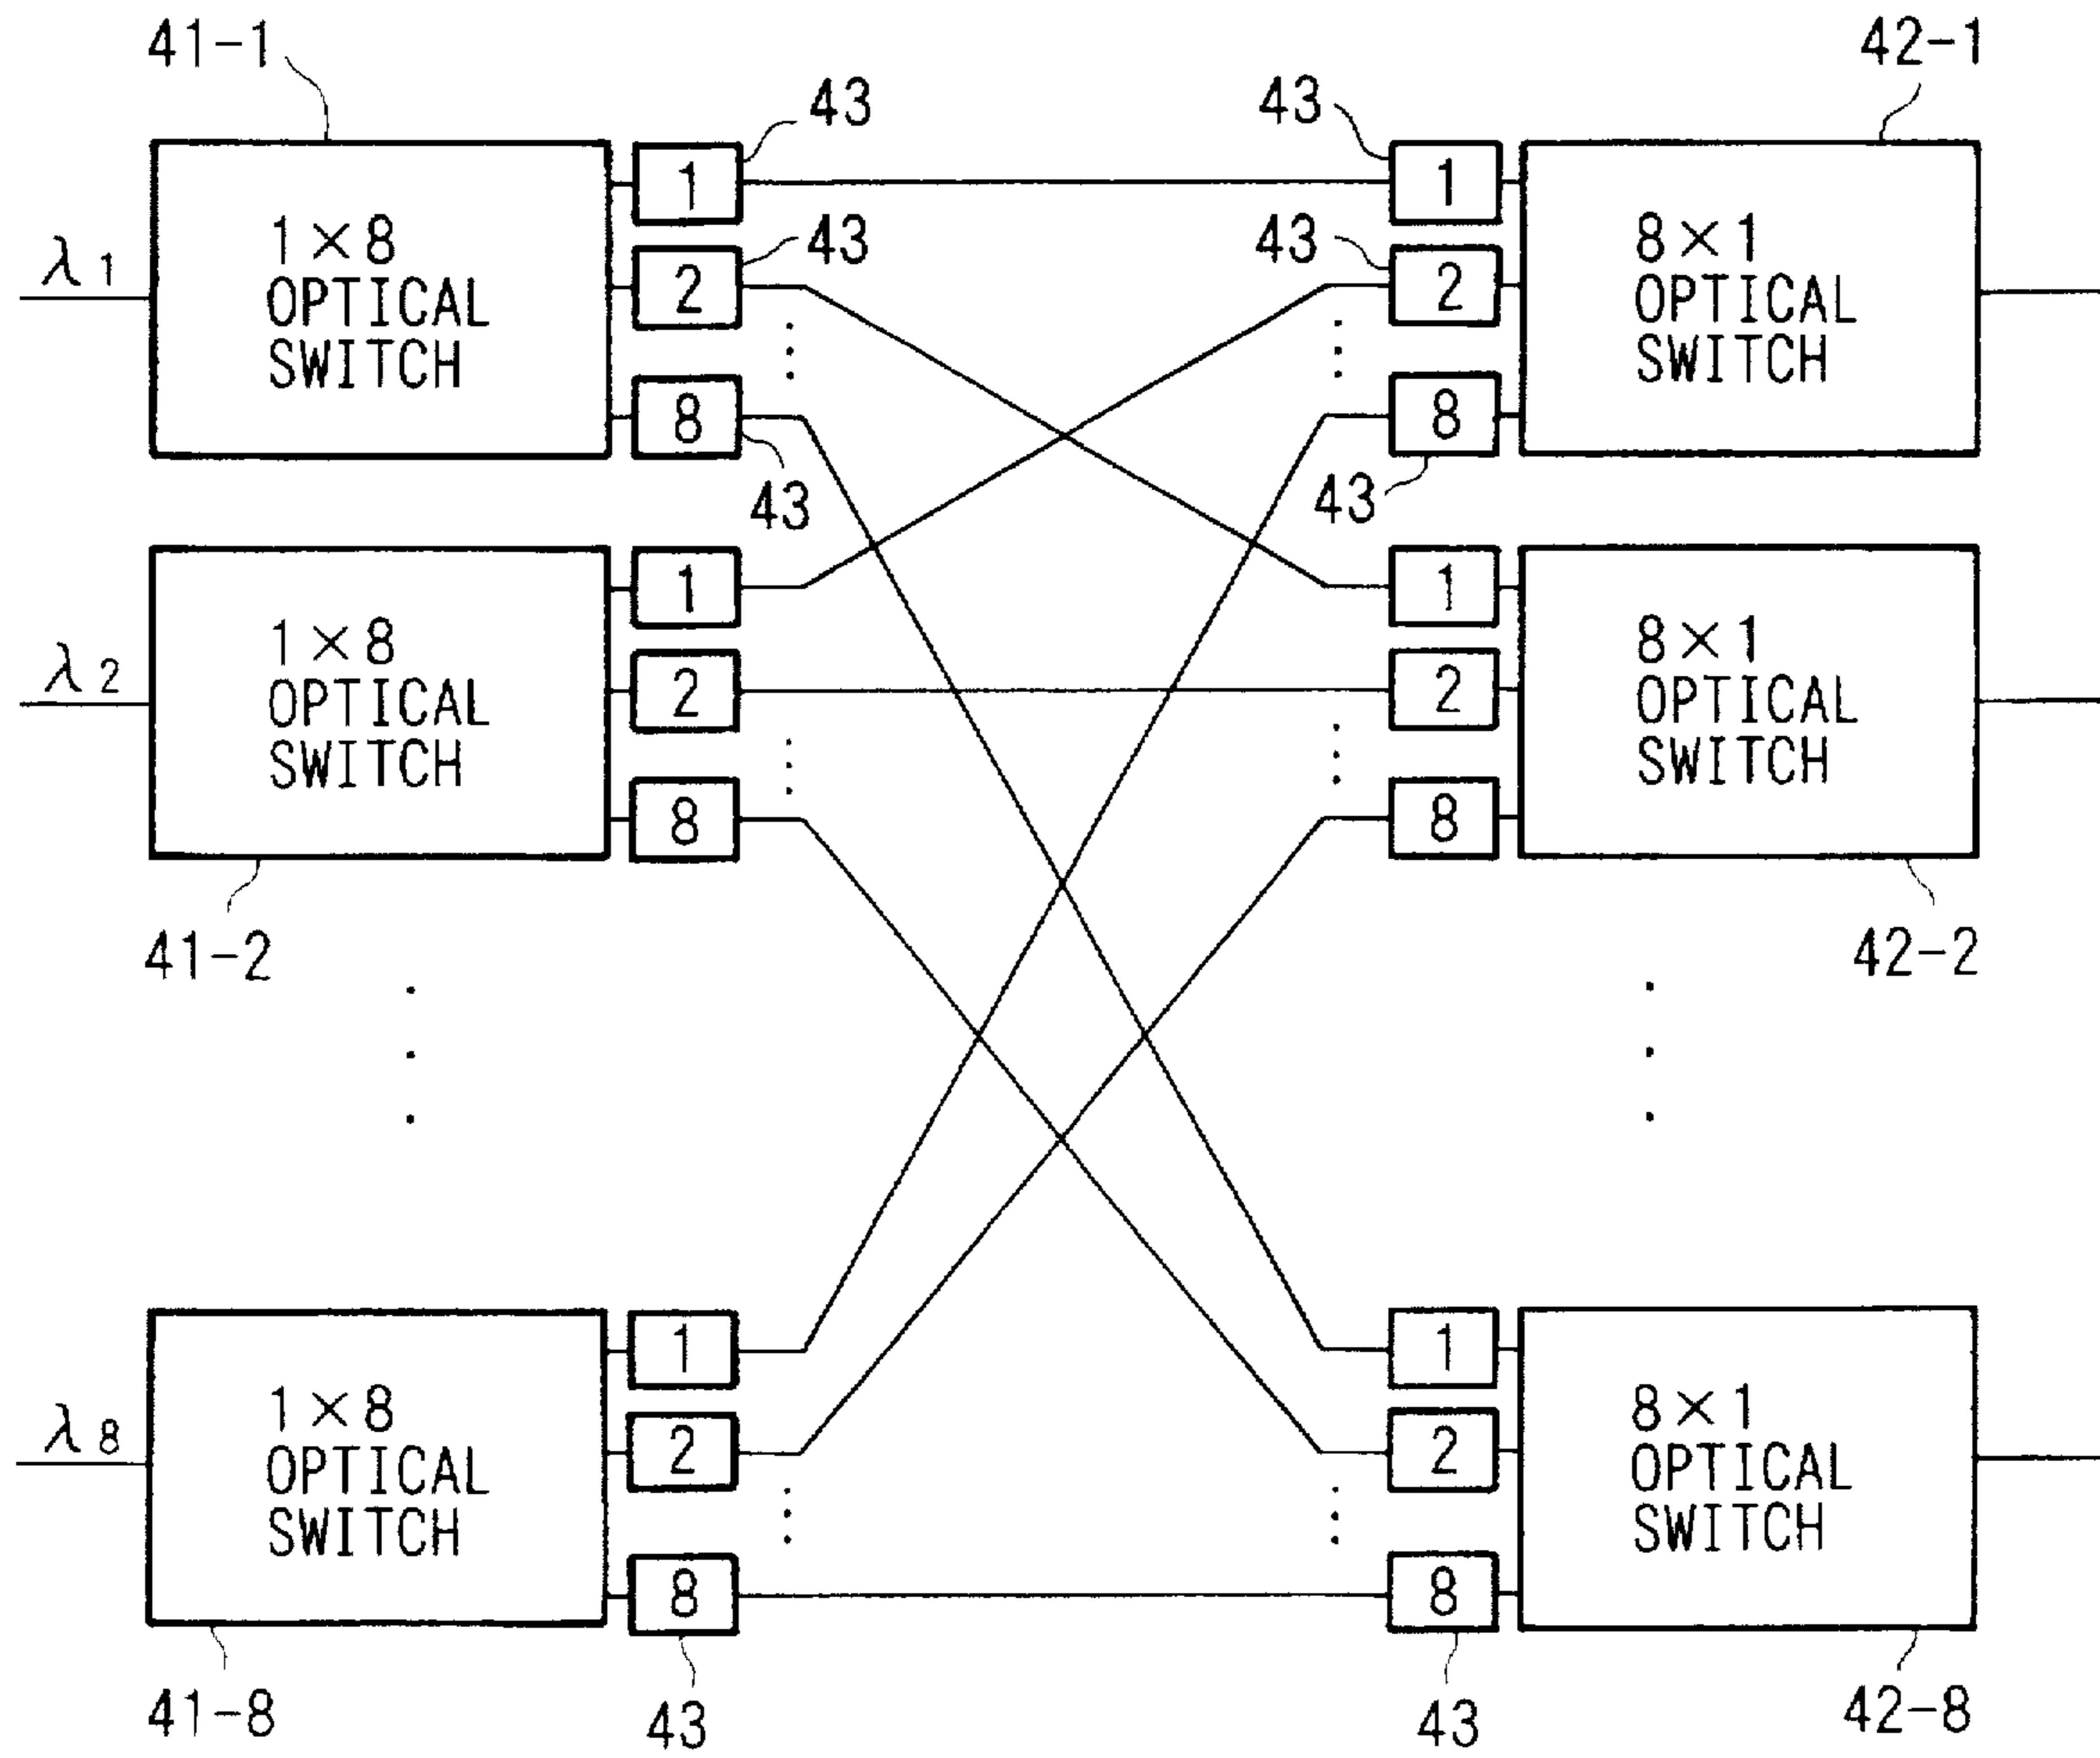 41-1
42-1
43
43
1
1
λ1
1×8
OPTICAL
SWITCH
43
43
2
2
8×1
OPTICAL
SWITCH
8
8
43
43
λ2
1×8
OPTICAL
SWITCH
1
1
2
2
8×1
OPTICAL
SWITCH
8
8
41-2
42-2
λ8
1×8
OPTICAL
SWITCH
1
1
2
2
8×1
OPTICAL
SWITCH
8
8
41-8
43
43
42-8